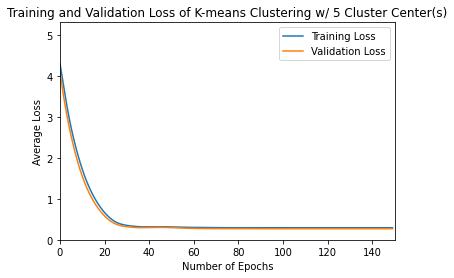 Training and Validation Loss of K-means Clustering w/ 5 Cluster Center(s)
Training Loss
Validation Loss
Average Loss
5
4
3
2
1
0
0 20 40 60 80 100 120 140
Number of Epochs